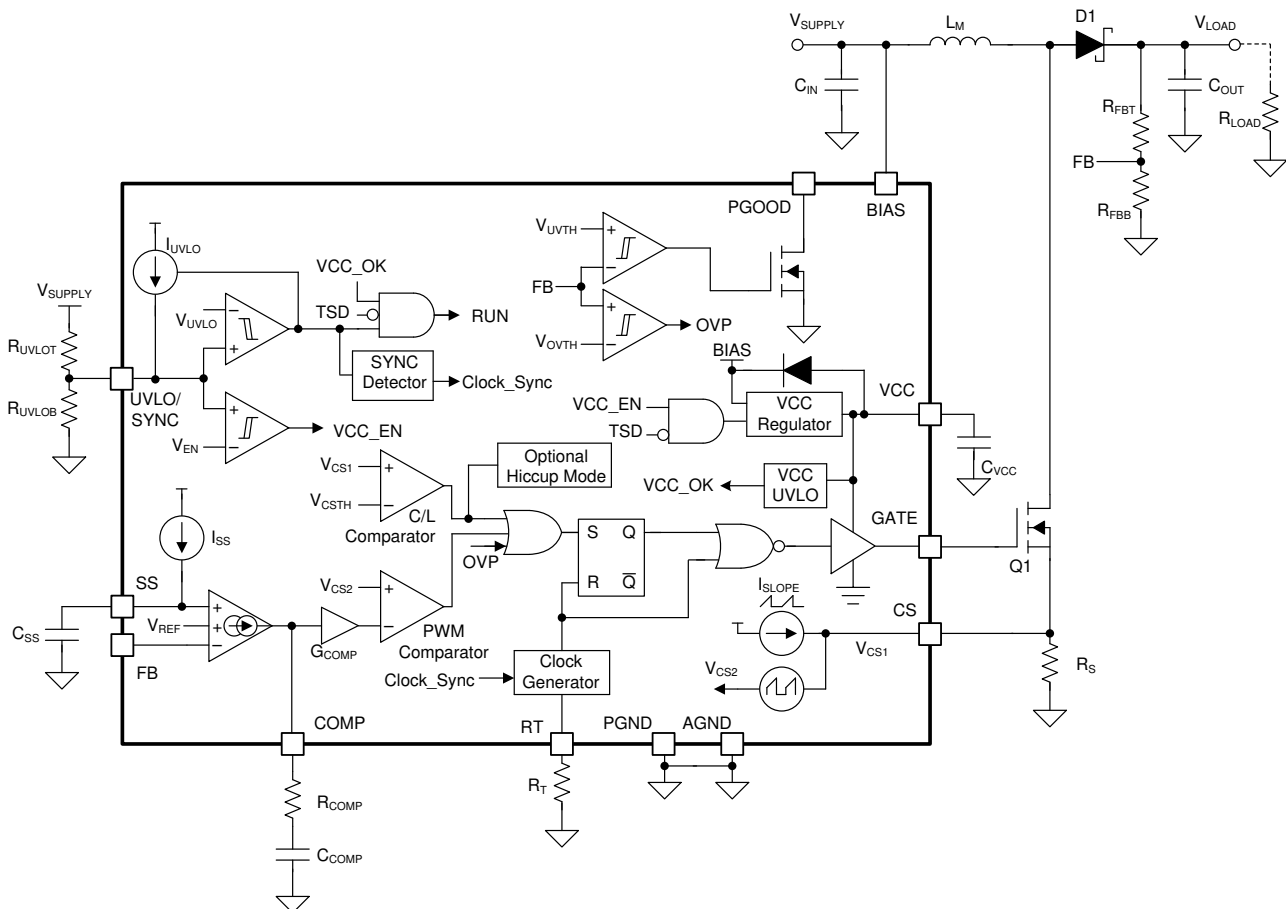 VSUPPLY
LM
D1
VLOAD
CIN
COUT
RFBT
RLOAD
FB
RFBB
PGOOD
BIAS
IUVLO
VUVTH
+
−
VCC_OK
FB
VSUPPLY
TSD
RUN
+
OVP
VUVLO
−
VOVTH
−
RUVLOT
+
SYNC
Detector
Clock_Sync
BIAS
VCC
UVLO/
SYNC
RUVLOB
+
VEN
−
VCC_EN
VCC_EN
TSD
VCC
Regulator
CVCC
VCS1
+
Optional
Hiccup Mode
VCSTH
−
VCC_OK
VCC
UVLO
C/L
Comparator
GATE
ISS
S
Q
R
Q
OVP
Q1
SS
VCS2
+
−
ISLOPE
CS
CSS
+
VREF
+
−
GCOMP
PWM
Comparator
VCS1
FB
Clock_Sync
Clock
Generator
VCS2
RS
COMP
RT
PGND
AGND
RT
RCOMP
CCOMP